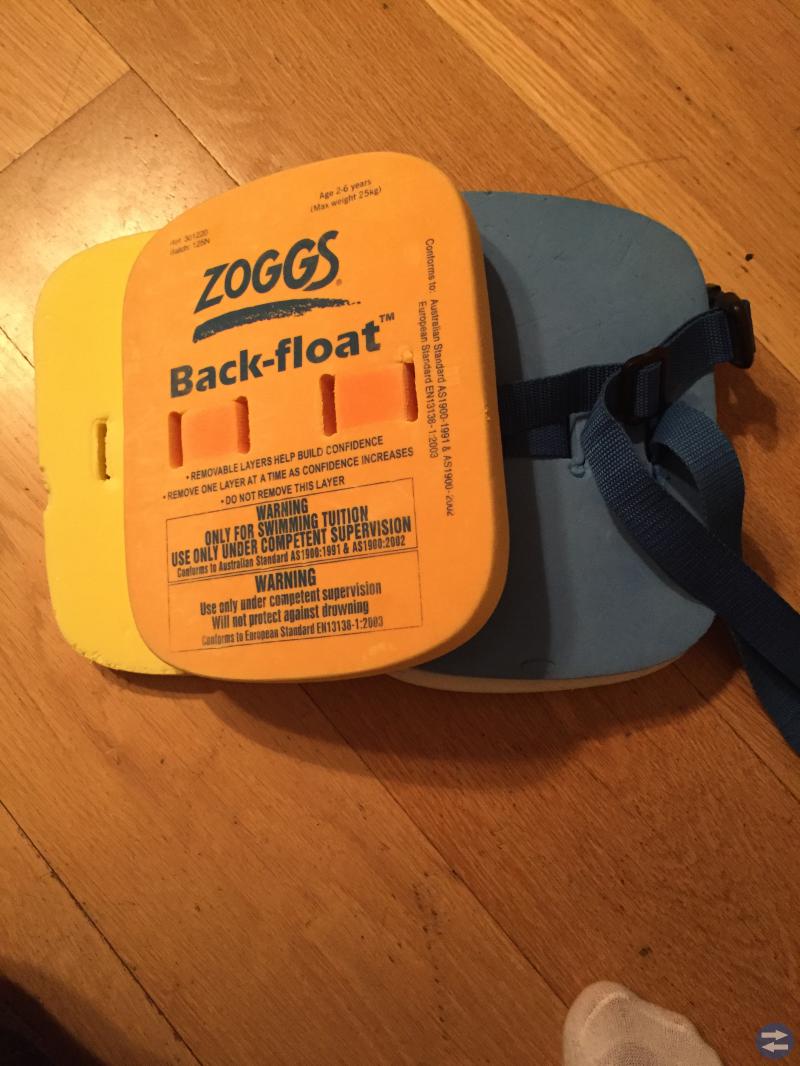 Age 2-6 years
(Max weight 25kg)
Ref: 301220
Batch: 125N
ZOGGS®
Back-float™
Conforms to: Australian Standard AS1900-1991 & AS1900-2002
European Standard EN13138-1:2003
• REMOVABLE LAYERS HELP BUILD CONFIDENCE
• REMOVE ONE LAYER AT A TIME AS CONFIDENCE INCREASES
• DO NOT REMOVE THIS LAYER
WARNING
ONLY FOR SWIMMING TUITION
USE ONLY UNDER COMPETENT SUPERVISION
Conforms to Australian Standard AS1900:1991 & AS1900:2002
WARNING
Use only under competent supervision
Will not protect against drowning
Conforms to European Standard EN13138-1:2003